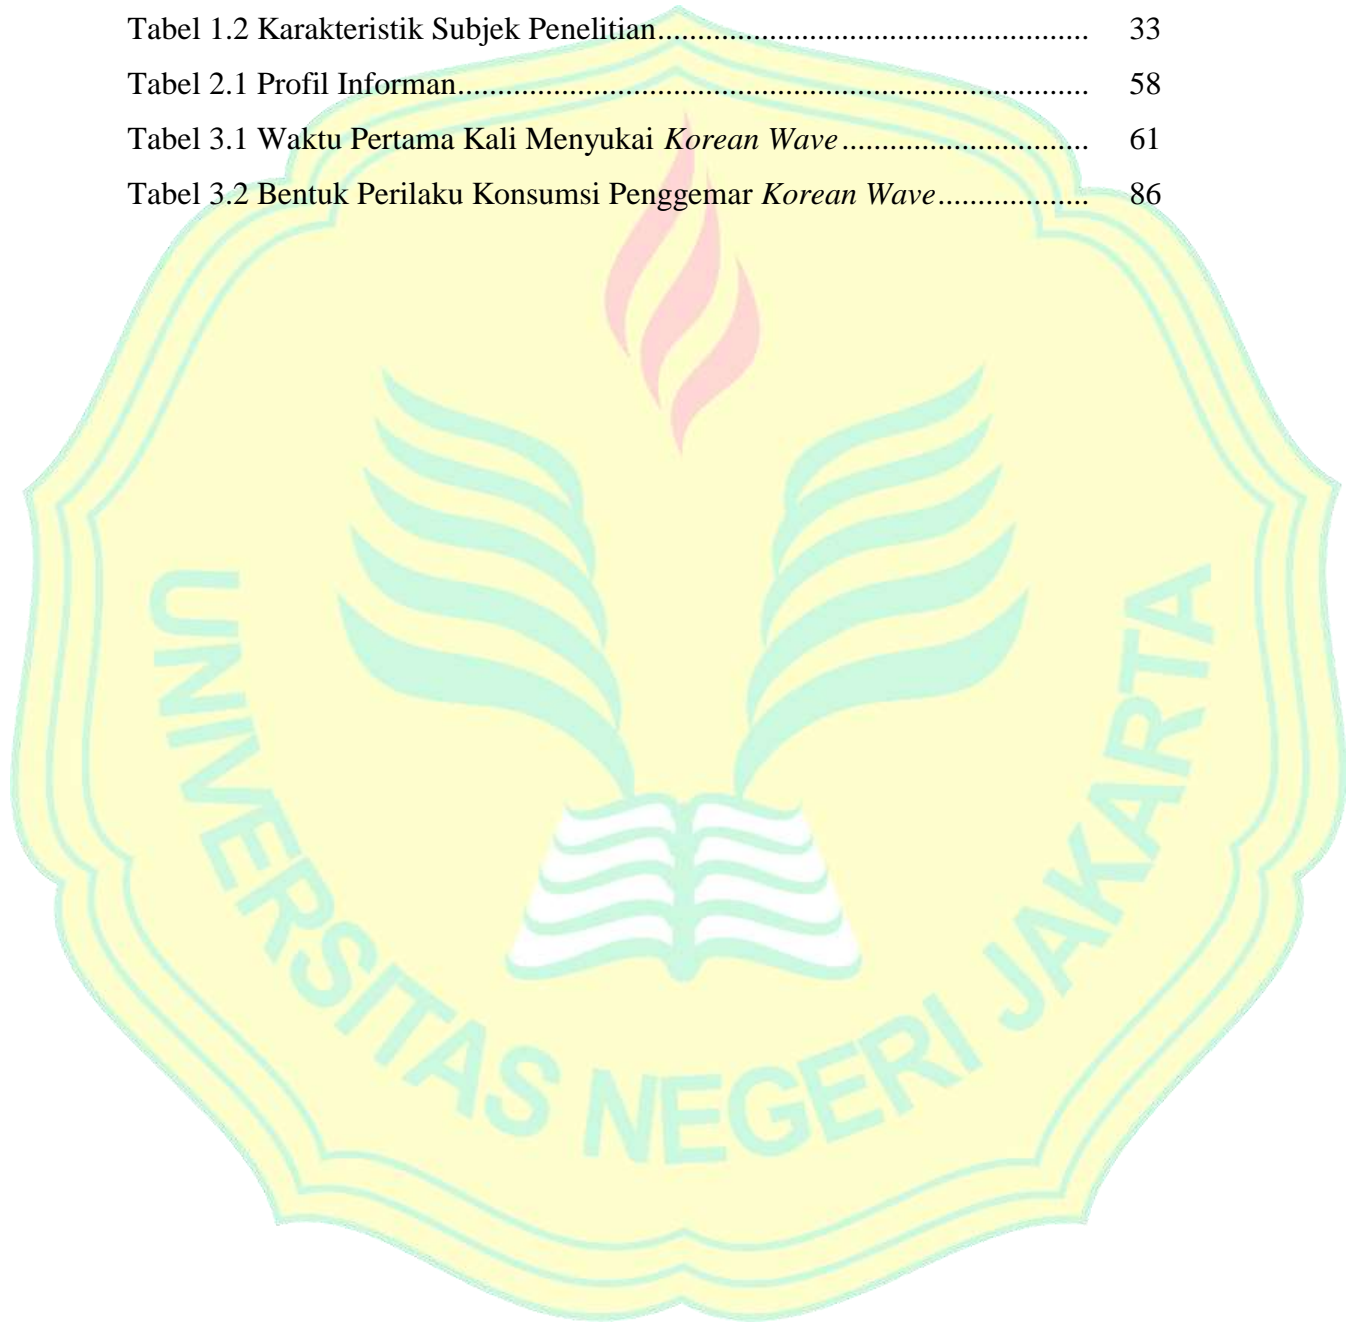 Tabel 1.2 Karakteristik Subjek Penelitian...................................................... 33
Tabel 2.1 Profil Informan............................................................................... 58
Tabel 3.1 Waktu Pertama Kali Menyukai Korean Wave............................... 61
Tabel 3.2 Bentuk Perilaku Konsumsi Penggemar Korean Wave................... 86
UNIVERSITAS NEGERI JAKARTA